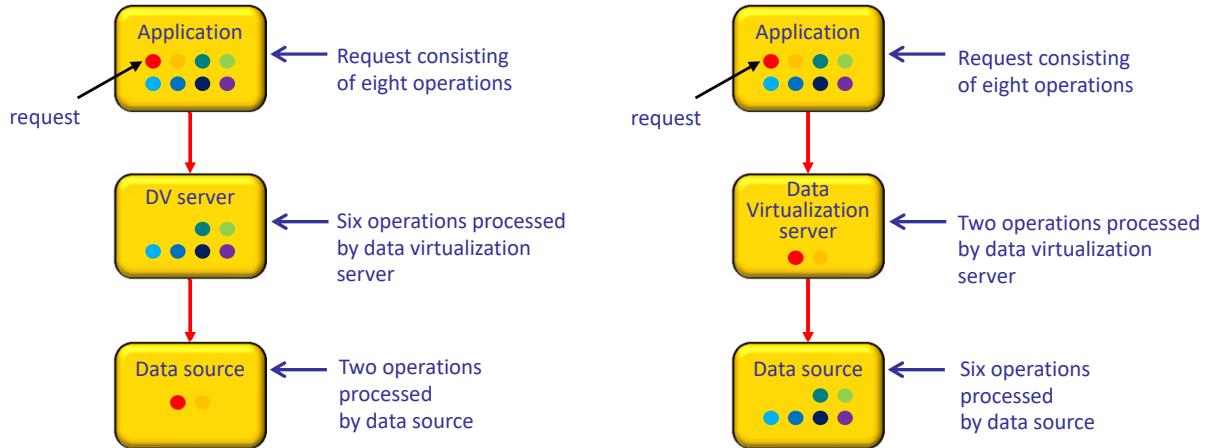 Application
Request consisting
of eight operations
request
DV server
Six operations processed
by data virtualization
server
Data source
Two operations
processed
by data source
Application
Request consisting
of eight operations
request
Data
Virtualization
server
Two operations processed
by data virtualization
server
Data source
Six operations
processed
by data source